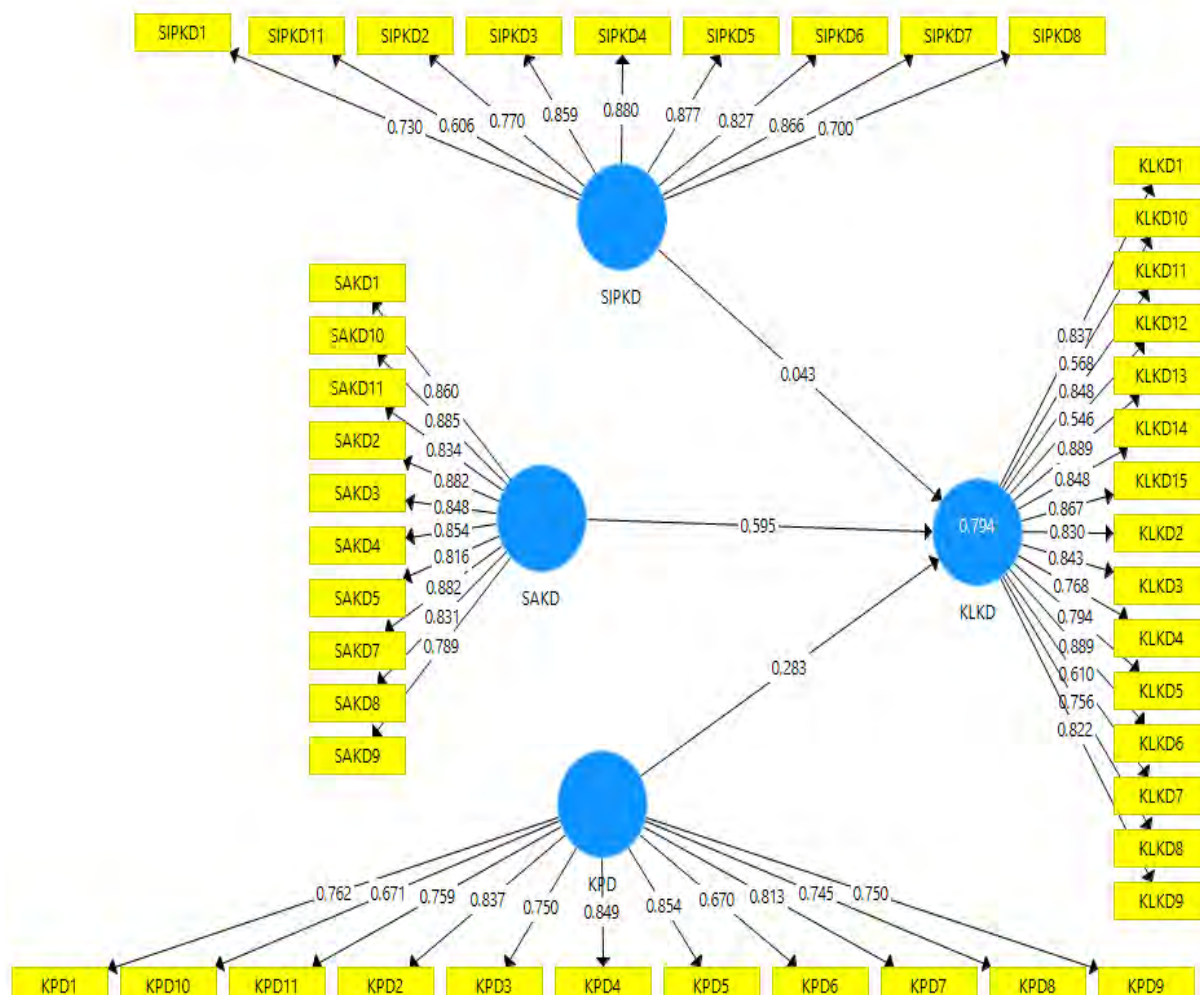 SIPKD1 SIPKD11 SIPKD2 SIPKD3 SIPKD4 SIPKD5 SIPKD6 SIPKD7 SIPKD8
0.730 0.606 0.770 0.859 0.880 0.877 0.827 0.866 0.700
SIPKD
SAKD1
SAKD10
SAKD11
SAKD2
SAKD3
SAKD4
SAKD5
SAKD7
SAKD8
SAKD9
0.860
0.885
0.834
0.882
0.848
0.854
0.816
0.882
0.831
0.789
SAKD
0.043
0.595
0.283
0.794
KLKD
0.837
0.568
0.848
0.546
0.889
0.848
0.867
0.830
0.843
0.768
0.794
0.889
0.610
0.756
0.822
KLKD1
KLKD10
KLKD11
KLKD12
KLKD13
KLKD14
KLKD15
KLKD2
KLKD3
KLKD4
KLKD5
KLKD6
KLKD7
KLKD8
KLKD9
KPD
0.762 0.671 0.759 0.837 0.750 0.849 0.854 0.670 0.813 0.745 0.750
KPD1 KPD10 KPD11 KPD2 KPD3 KPD4 KPD5 KPD6 KPD7 KPD8 KPD9